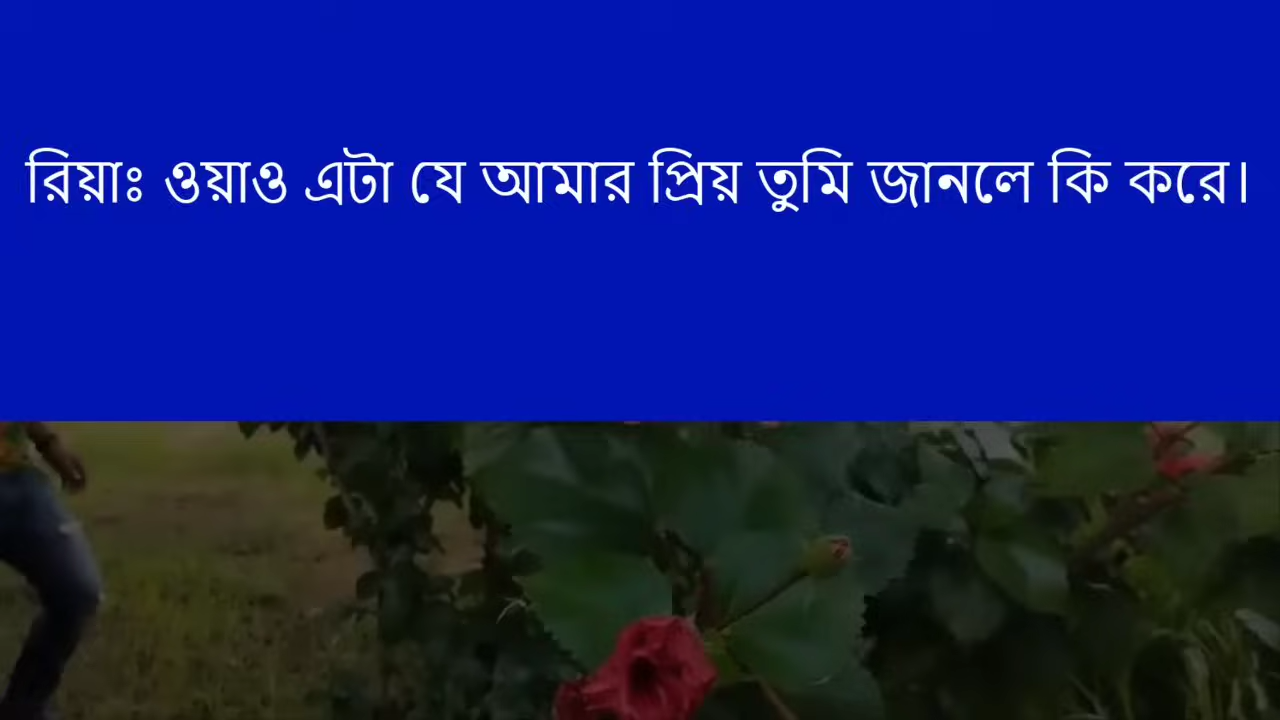 রিয়াঃ ওয়াও এটা যে আমার প্রিয় তুমি জানলে কি করে।